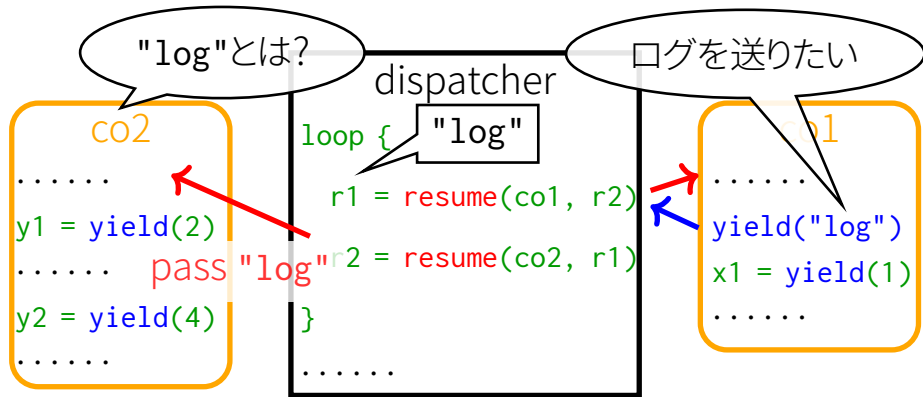 "log"とは?
ログを送りたい
co2
......
y1 = yield(2)
......
y2 = yield(4)
......
pass "log"
dispatcher
loop {
"log"
r1 = resume(co1, r2)
r2 = resume(co2, r1)
}
......
co1
......
yield("log")
x1 = yield(1)
......